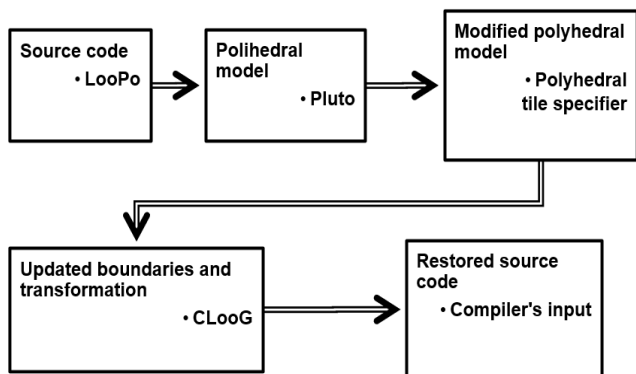 Source code
• LooPo
Polihedral
model
• Pluto
Modified polyhedral
model
• Polyhedral
tile specifier
Updated boundaries and
transformation
• CLooG
Restored source
code
• Compiler's input